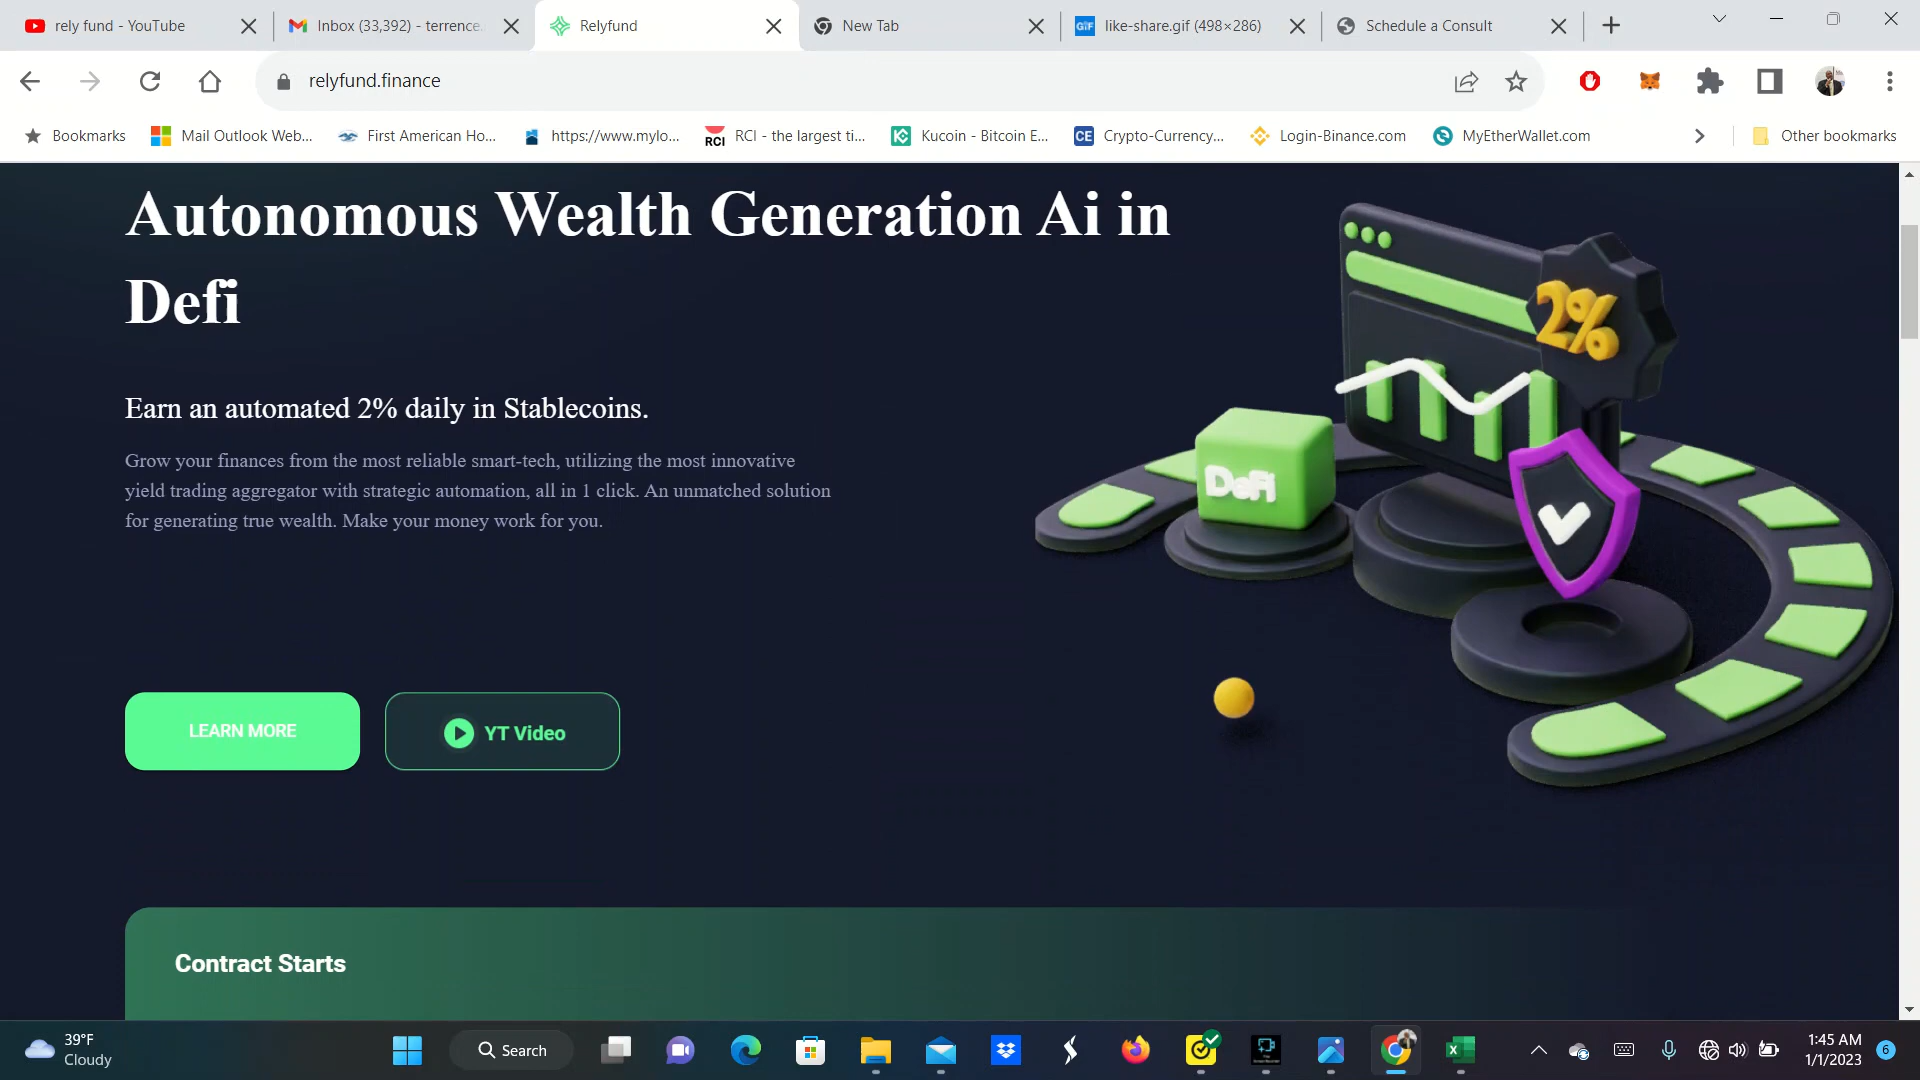 rely fund - YouTube
Inbox (33,392) - terrence.
Relyfund
New Tab
like-share.gif (498×286)
Schedule a Consult
relyfund.finance
Bookmarks
Mail Outlook Web...
First American Ho...
https://www.mylo...
RCI - the largest ti...
Kucoin - Bitcoin E...
Crypto-Currency...
Login-Binance.com
MyEtherWallet.com
Other bookmarks
GIF
RCI
CE
Autonomous Wealth Generation Ai in
Defi
2%
Earn an automated 2% daily in Stablecoins.
Grow your finances from the most reliable smart-tech, utilizing the most innovative
yield trading aggregator with strategic automation, all in 1 click. An unmatched solution
for generating true wealth. Make your money work for you.
DeFi
LEARN MORE
YT Video
Contract Starts
39°F
Cloudy
Search
1:45 AM
1/1/2023
6